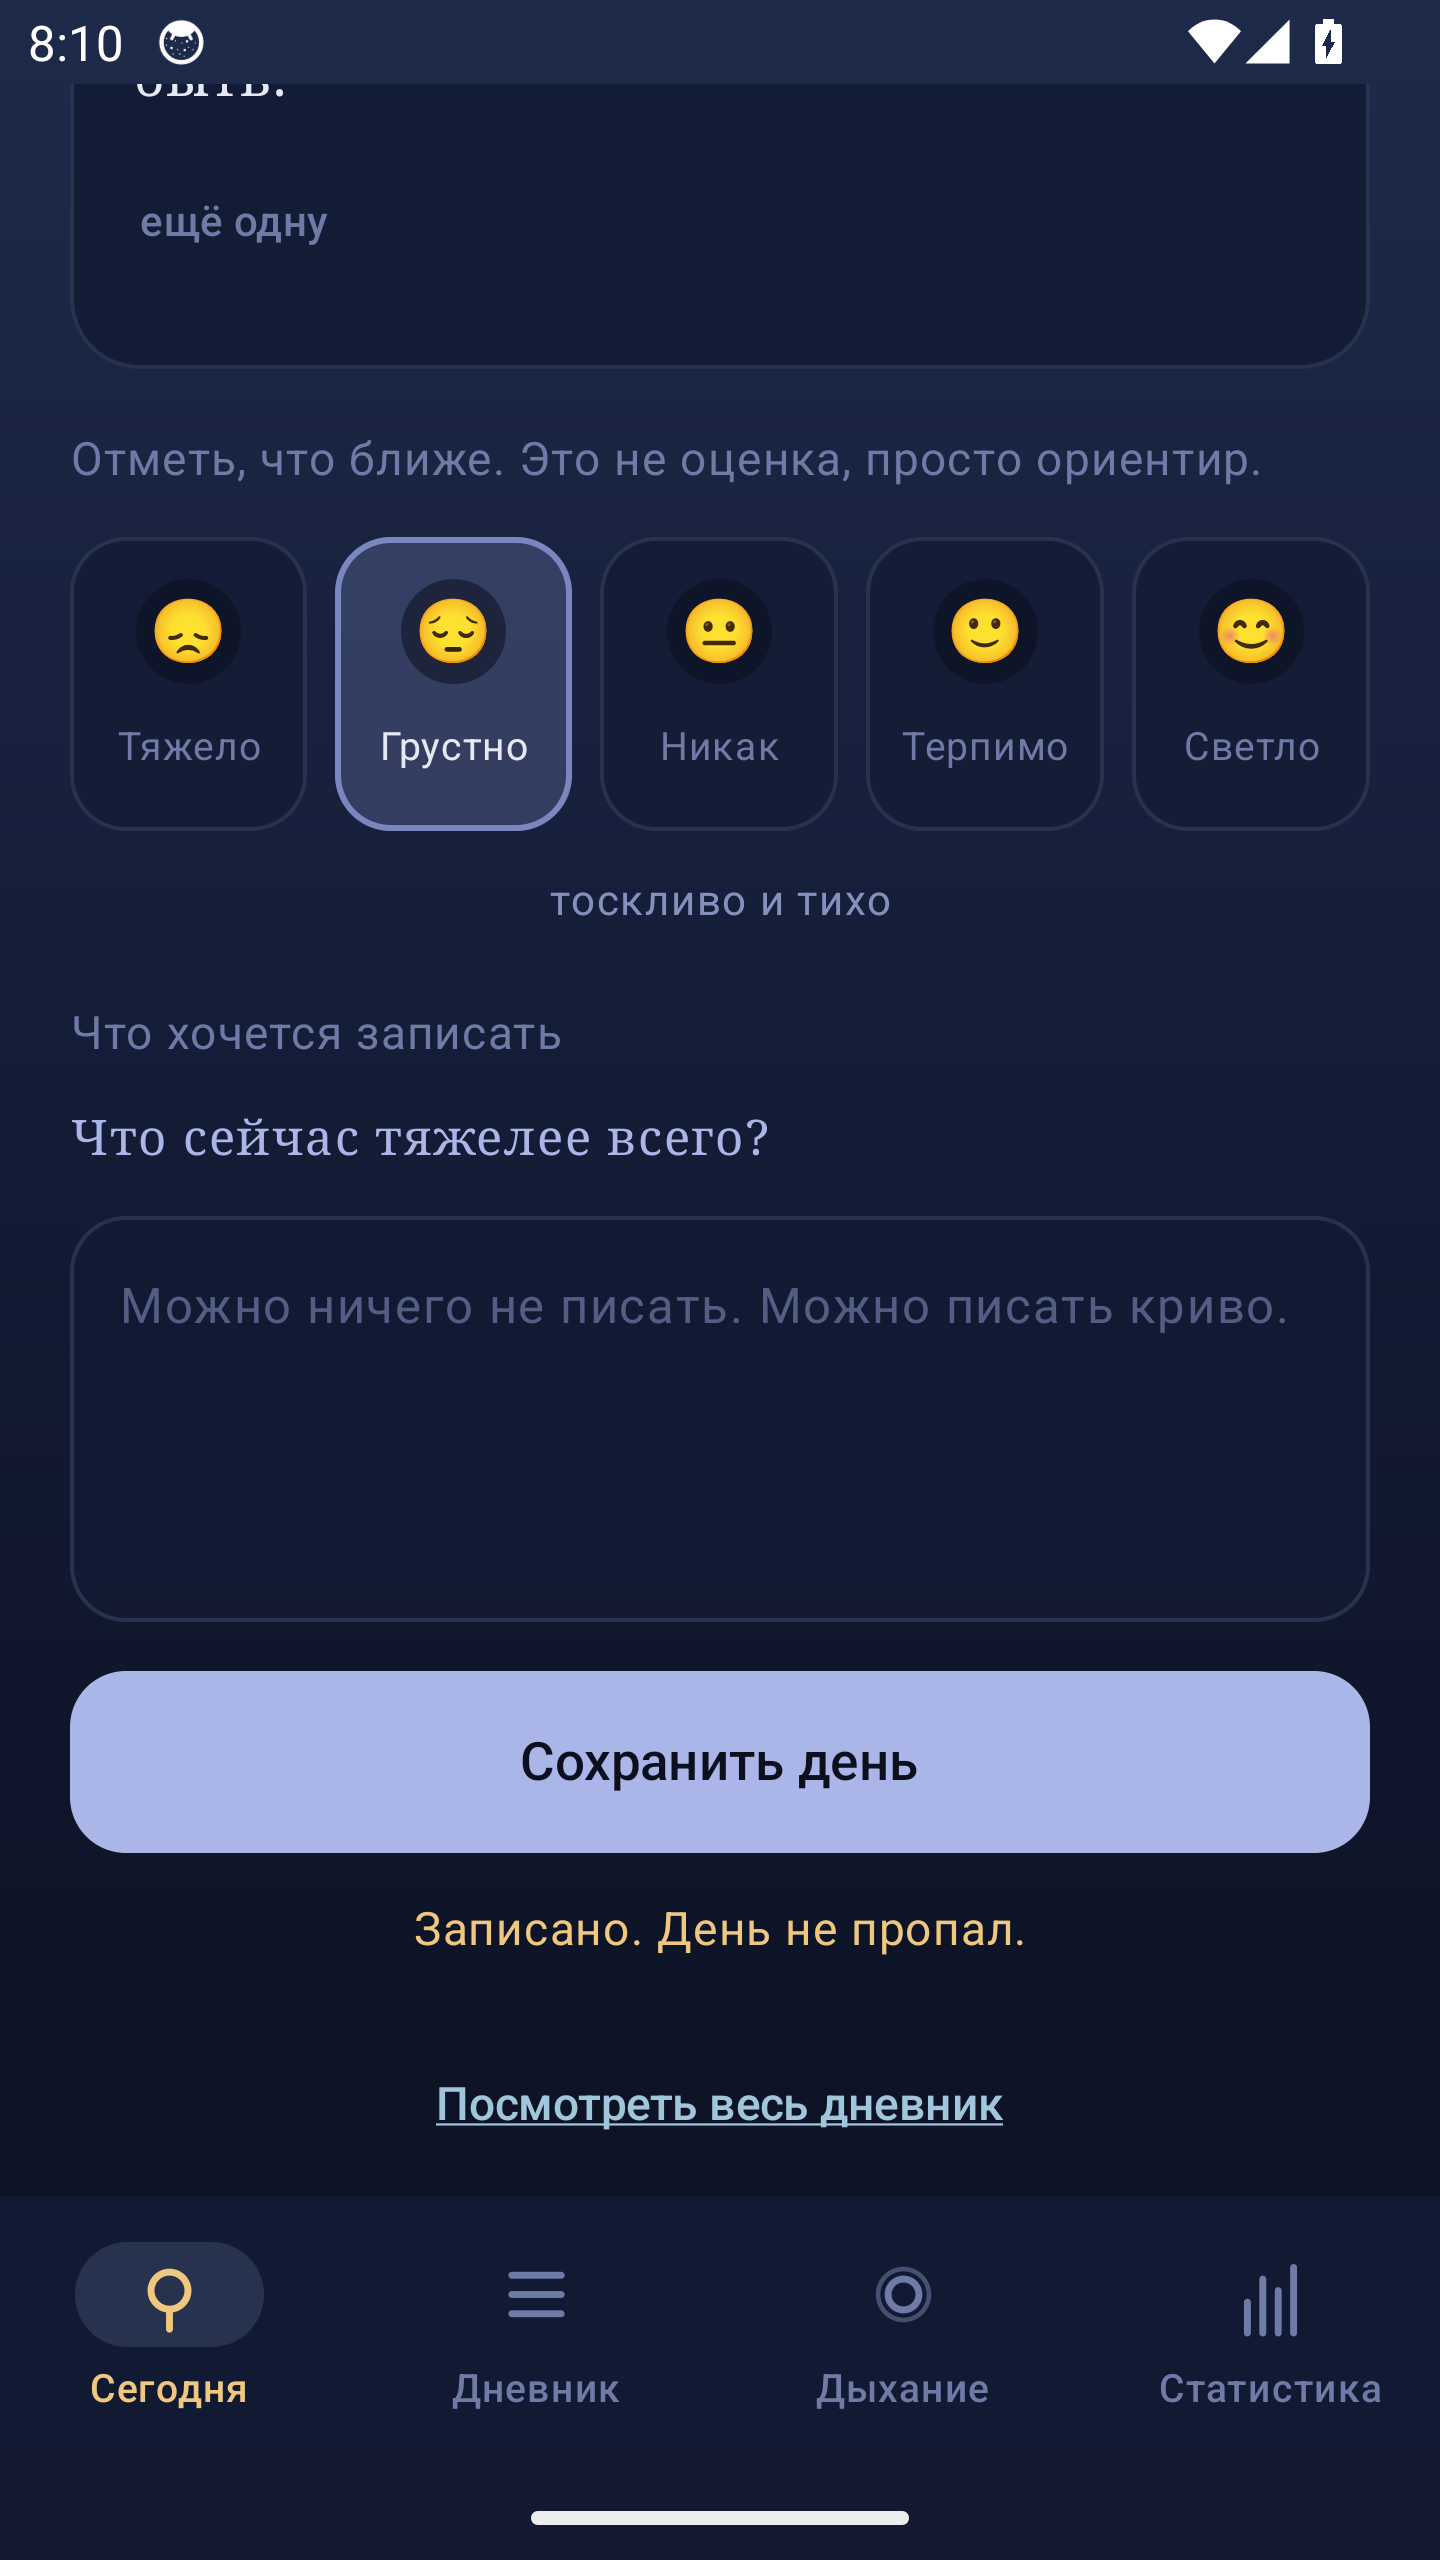 8:10
быть.
ещё одну
Отметь, что ближе. Это не оценка, просто ориентир.
Тяжело
Грустно
Никак
Терпимо
Светло
тоскливо и тихо
Что хочется записать
Что сейчас тяжелее всего?
Можно ничего не писать. Можно писать криво.
Сохранить день
Записано. День не пропал.
Посмотреть весь дневник
Сегодня
Дневник
Дыхание
Статистика